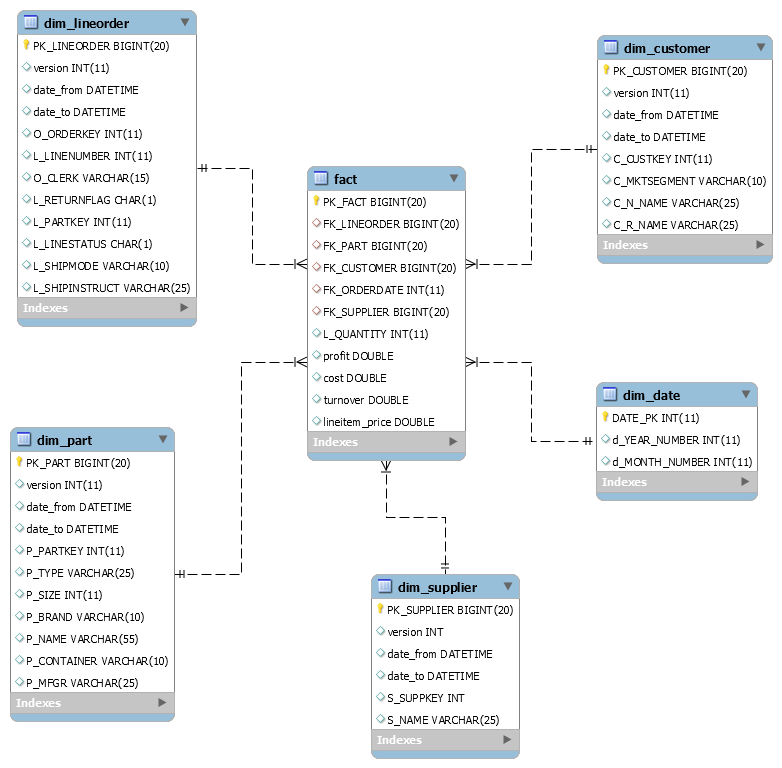 dim_lineorder
PK_LINEORDER BIGINT(20)
version INT(11)
date_from DATETIME
date_to DATETIME
O_ORDERKEY INT(11)
L_LINENUMBER INT(11)
O_CLERK VARCHAR(15)
L_RETURNFLAG CHAR(1)
L_PARTKEY INT(11)
L_LINESTATUS CHAR(1)
L_SHIPMODE VARCHAR(10)
L_SHIPINSTRUCT VARCHAR(25)
Indexes
dim_customer
PK_CUSTOMER BIGINT(20)
version INT(11)
date_from DATETIME
date_to DATETIME
C_CUSTKEY INT(11)
C_MKTSEGMENT VARCHAR(10)
C_N_NAME VARCHAR(25)
C_R_NAME VARCHAR(25)
Indexes
fact
PK_FACT BIGINT(20)
FK_LINEORDER BIGINT(20)
FK_PART BIGINT(20)
FK_CUSTOMER BIGINT(20)
FK_ORDERDATE INT(11)
FK_SUPPLIER BIGINT(20)
L_QUANTITY INT(11)
profit DOUBLE
cost DOUBLE
turnover DOUBLE
lineitem_price DOUBLE
Indexes
dim_date
DATE_PK INT(11)
d_YEAR_NUMBER INT(11)
d_MONTH_NUMBER INT(11)
Indexes
dim_part
PK_PART BIGINT(20)
version INT(11)
date_from DATETIME
date_to DATETIME
P_PARTKEY INT(11)
P_TYPE VARCHAR(25)
P_SIZE INT(11)
P_BRAND VARCHAR(10)
P_NAME VARCHAR(55)
P_CONTAINER VARCHAR(10)
P_MFGR VARCHAR(25)
Indexes
dim_supplier
PK_SUPPLIER BIGINT(20)
version INT
date_from DATETIME
date_to DATETIME
S_SUPPKEY INT
S_NAME VARCHAR(25)
Indexes